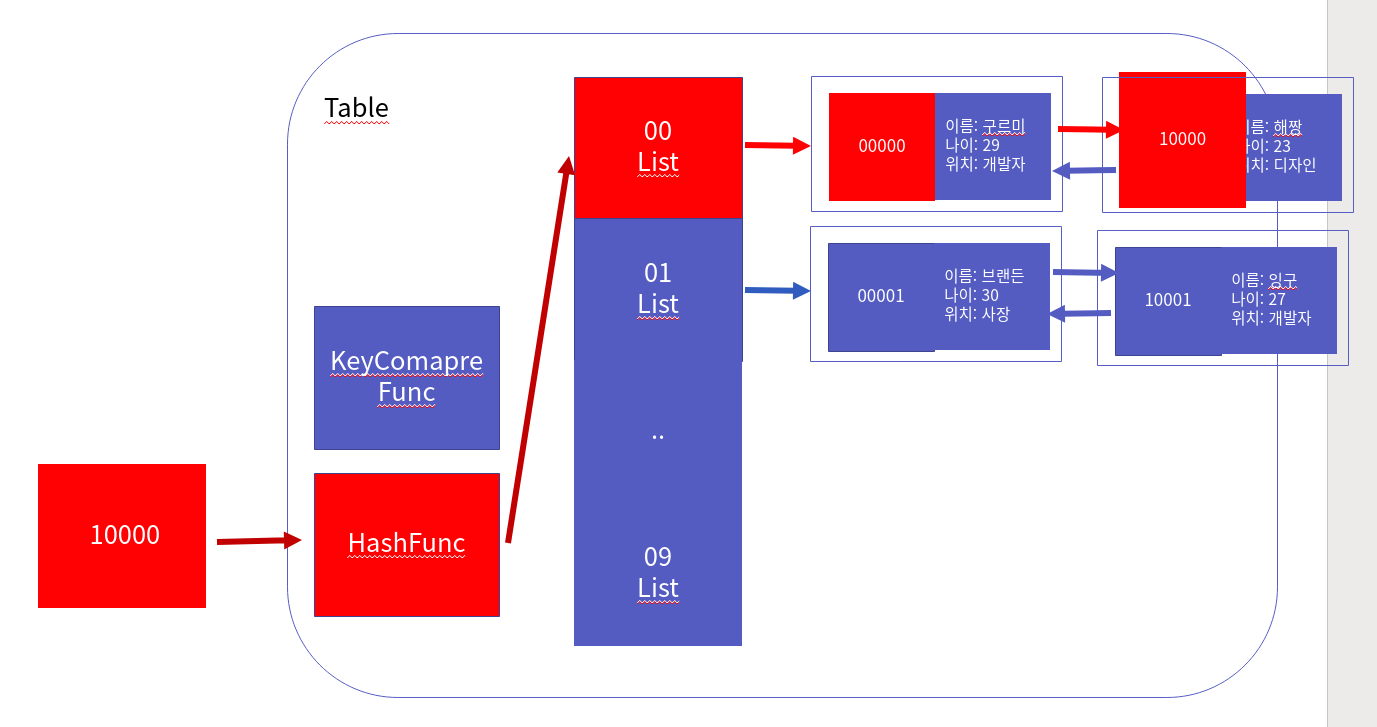 Table
KeyComapre
Func
10000
HashFunc
00
List
01
List
..
09
List
00000
이름: 구르미
나이: 29
위치: 개발자
10000
이름: 해짱
나이: 23
위치: 디자인
00001
이름: 브랜든
나이: 30
위치: 사장
10001
이름: 잉구
나이: 27
위치: 개발자